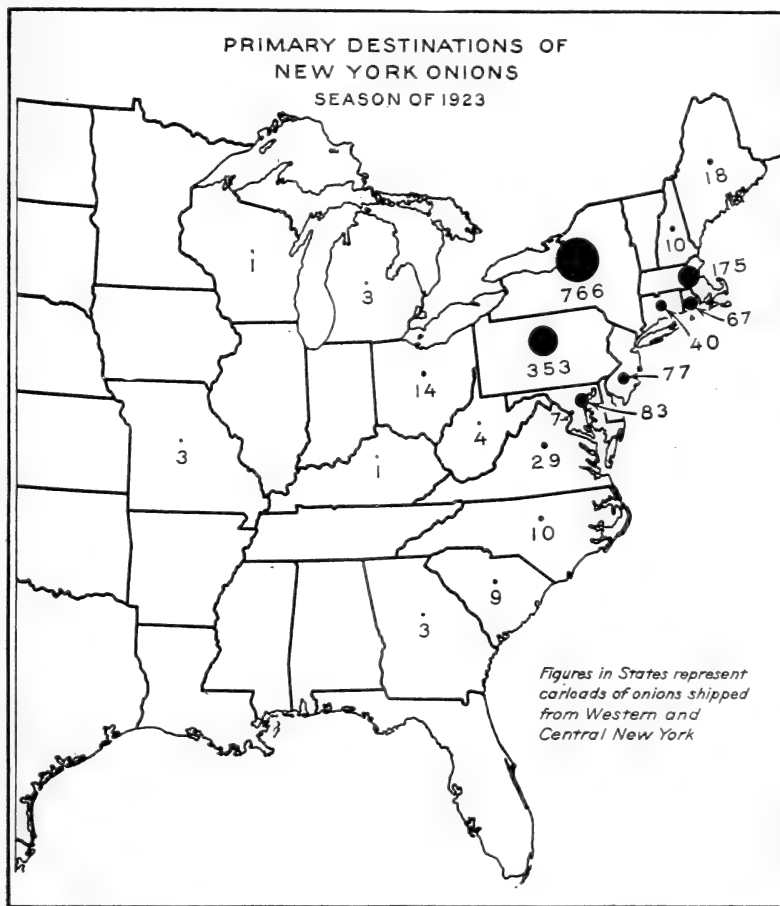 PRIMARY DESTINATIONS OF
NEW YORK ONIONS
SEASON OF 1923
18
10
1
3
766
175
67
40
353
77
14
83
7
4
3
1
29
10
9
3
Figures in States represent
carloads of onions shipped
from Western and
Central New York